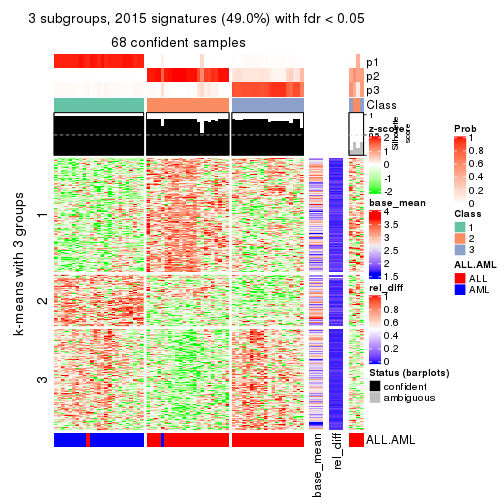 3 subgroups, 2015 signatures (49.0%) with fdr < 0.05
68 confident samples
p1
p2
p3
Class
1
0.5
0
Silhouette
score
k-means with 3 groups
1
2
3
ALL.AML
base_mean
rel_diff
z-score
2
1
0
-1
-2
base_mean
4
3.5
3
2.5
2
1.5
rel_diff
1
0.8
0.6
0.4
0.2
0
Status (barplots)
confident
ambiguous
Prob
1
0.8
0.6
0.4
0.2
0
Class
1
2
3
ALL.AML
ALL
AML